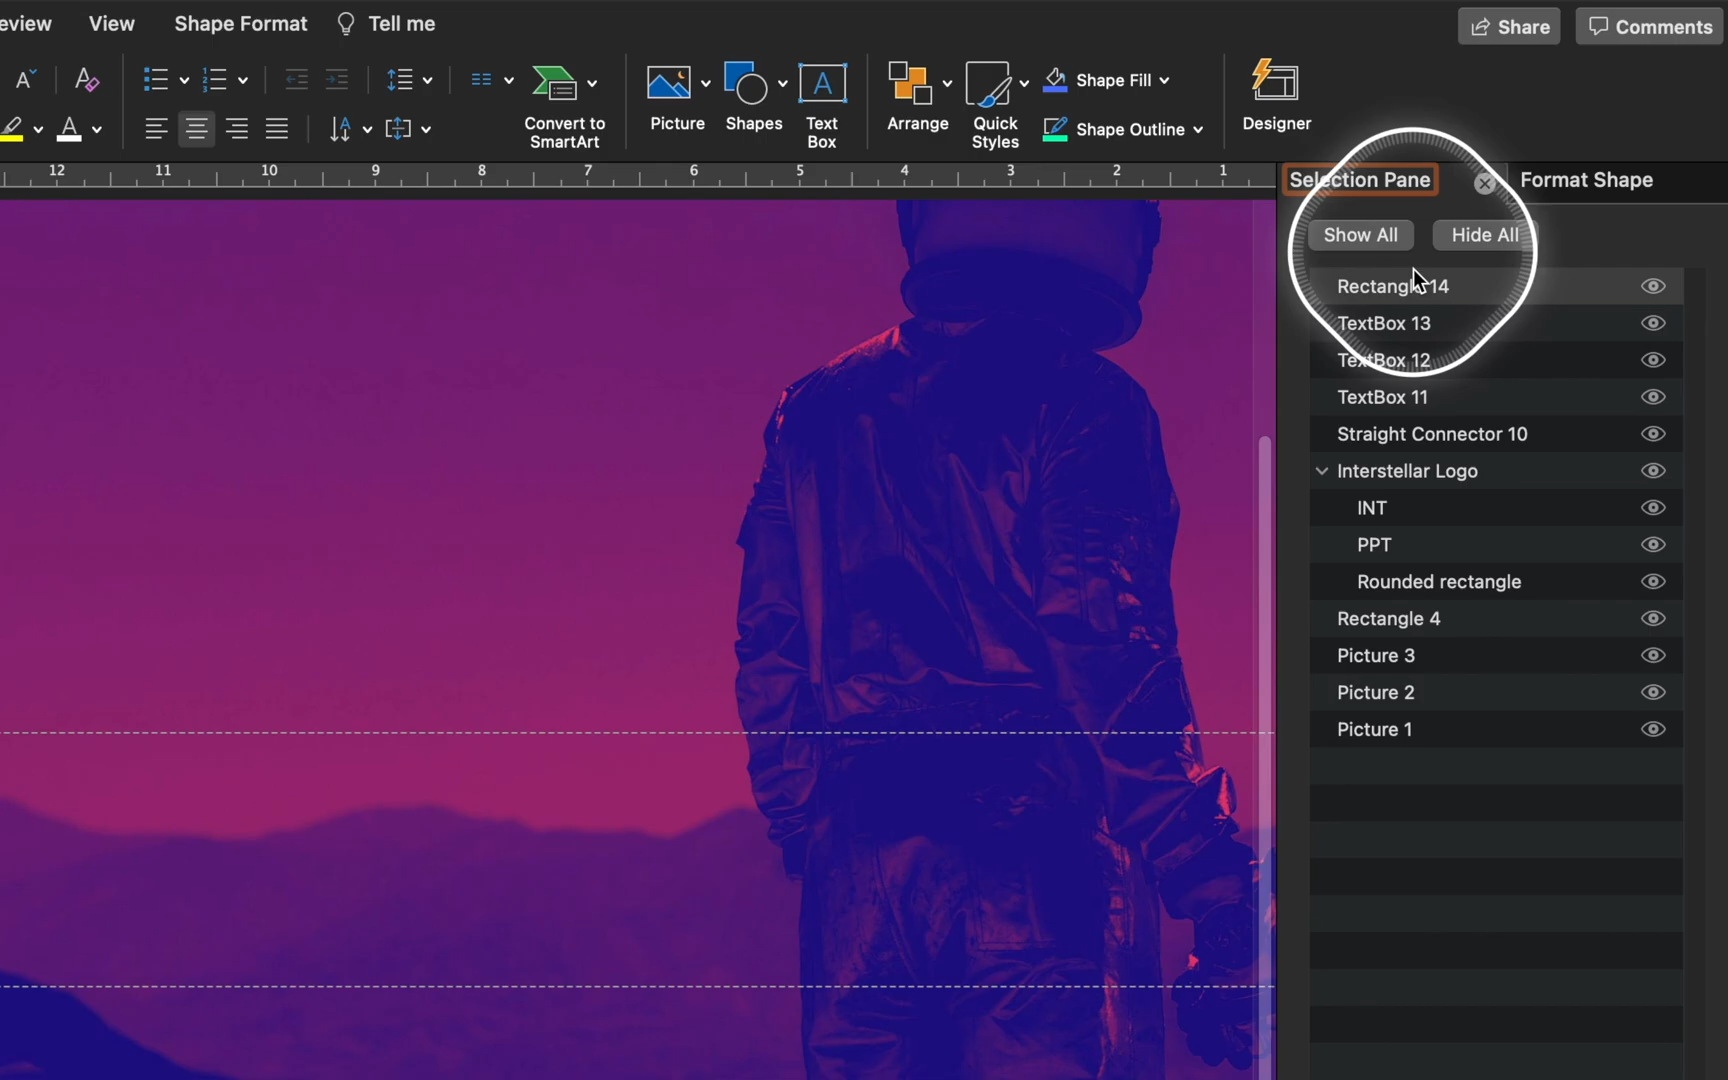 eview View Shape Format Tell me
Share Comments
Convert to
SmartArt
Picture
Shapes
Text
Box
Arrange
Quick
Styles
Shape Fill
Shape Outline
Designer
12 11 10 9 8 7 6 5 4 3 2 1
Selection Pane
Format Shape
Show All Hide All
Rectangle 14
TextBox 13
TextBox 12
TextBox 11
Straight Connector 10
Interstellar Logo
INT
PPT
Rounded rectangle
Rectangle 4
Picture 3
Picture 2
Picture 1